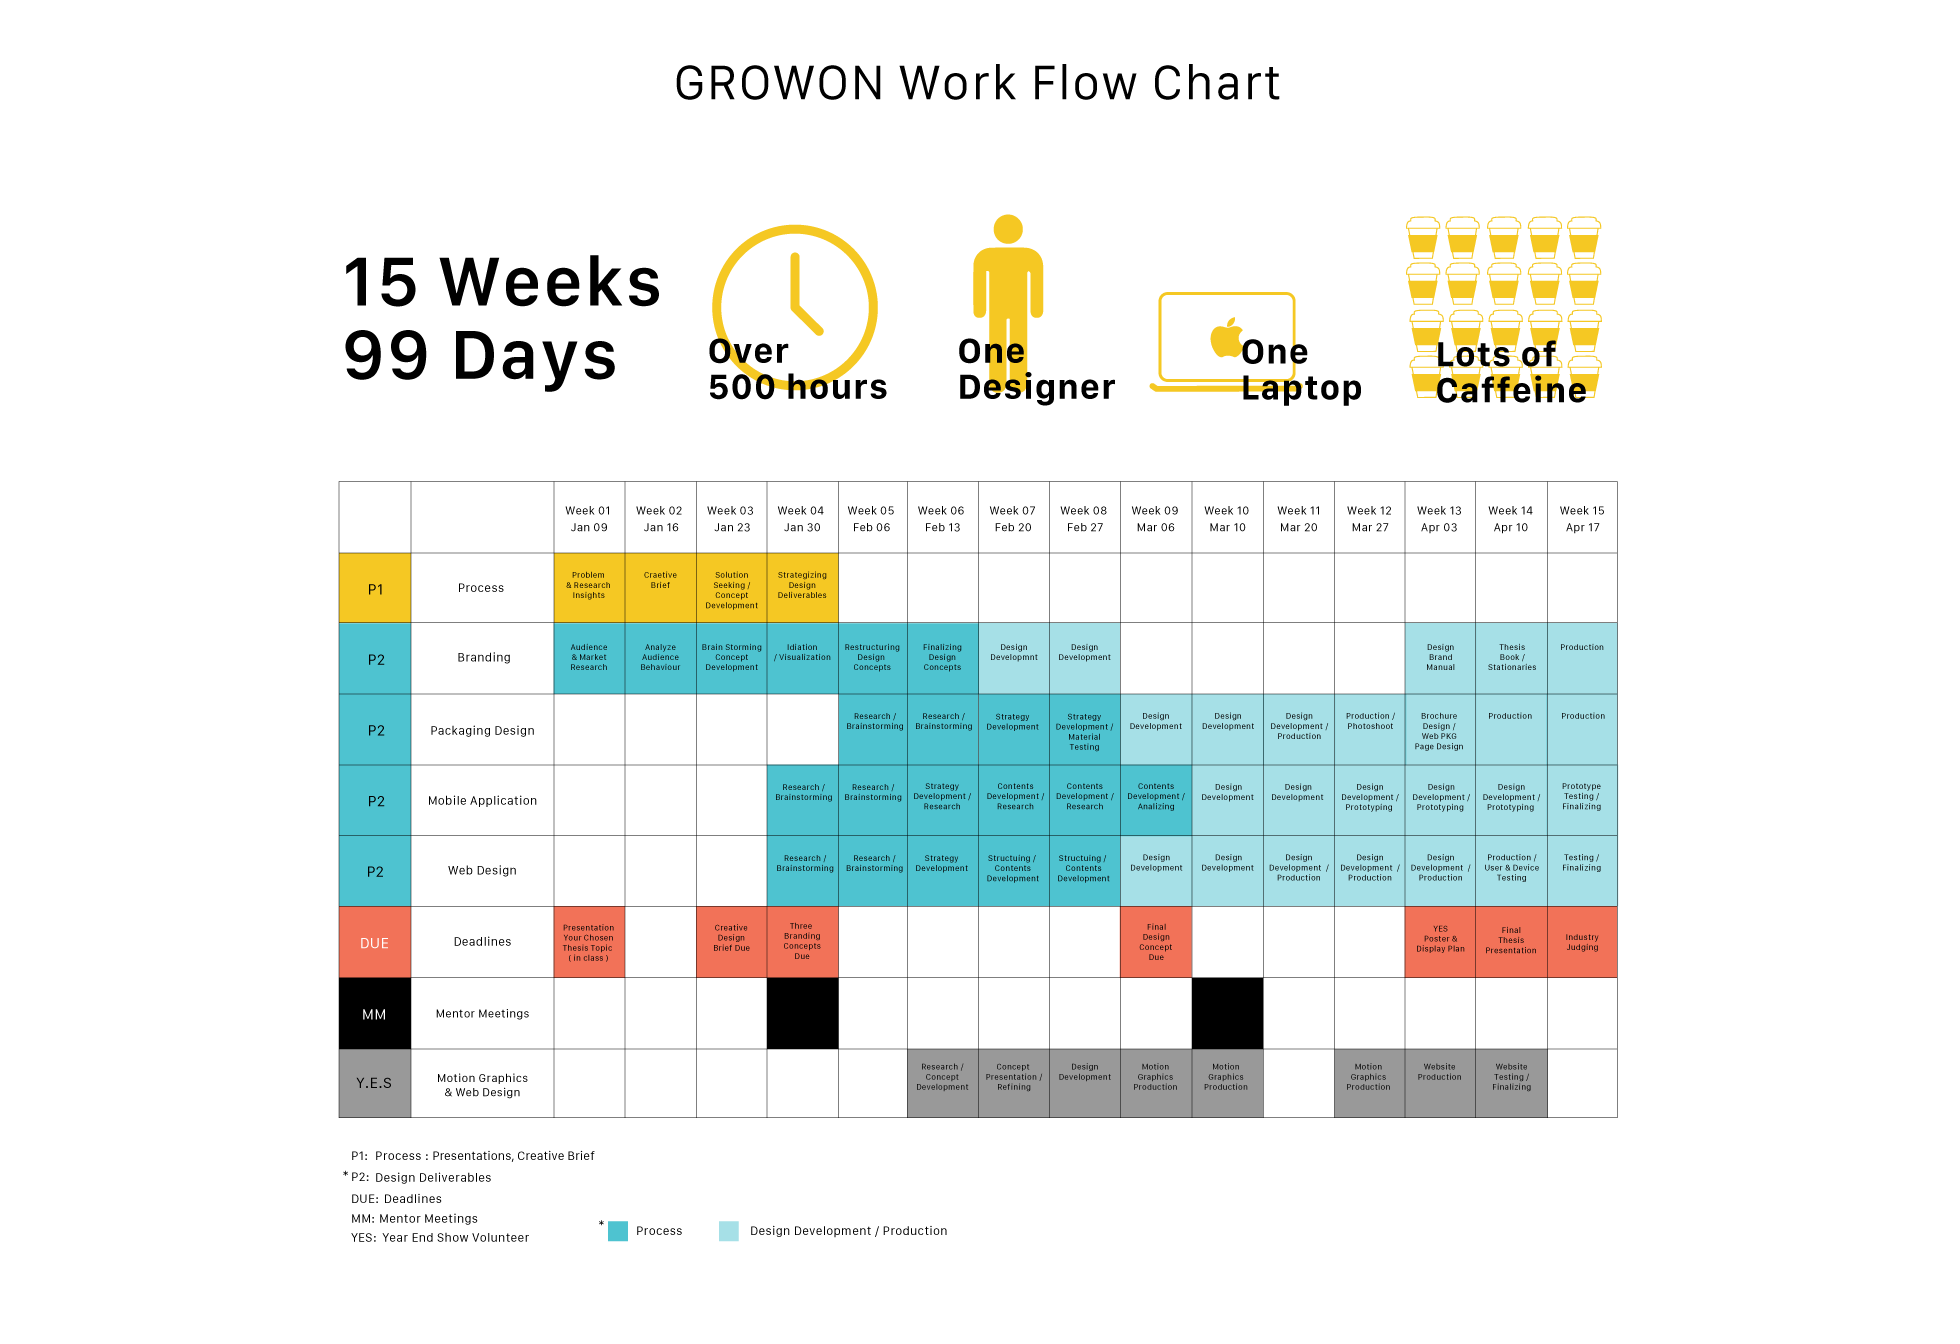 GROWON Work Flow Chart
15 Weeks
99 Days
Over
500 hours
One
Designer
One
Laptop
Lots of
Caffeine
Week 01
Jan 09
Week 02
Jan 16
Week 03
Jan 23
Week 04
Jan 30
Week 05
Feb 06
Week 06
Feb 13
Week 07
Feb 20
Week 08
Feb 27
Week 09
Mar 06
Week 10
Mar 10
Week 11
Mar 20
Week 12
Mar 27
Week 13
Apr 03
Week 14
Apr 10
Week 15
Apr 17
P1
Process
Problem
& Research
Insights
Craetive
Brief
Solution
Seeking /
Concept
Development
Strategizing
Design
Deliverables
P2
Branding
Audience
& Market
Research
Analyze
Audience
Behaviour
Brain Storming
Concept
Development
Idiation
/ Visualization
Restructuring
Design
Concepts
Finalizing
Design
Concepts
Design
Developmnt
Design
Development
Design
Brand
Manual
Thesis
Book /
Stationaries
Production
P2
Packaging Design
Research /
Brainstorming
Research /
Brainstorming
Strategy
Development
Strategy
Development /
Material
Testing
Design
Development
Design
Development
Design
Development /
Production
Production /
Photoshoot
Brochure
Design /
Web PKG
Page Design
Production
Production
P2
Mobile Application
Research /
Brainstorming
Research /
Brainstorming
Strategy
Development /
Research
Contents
Development /
Research
Contents
Development /
Research
Contents
Development /
Analizing
Design
Development
Design
Development
Design
Development /
Prototyping
Design
Development /
Prototyping
Design
Development /
Prototyping
Prototype
Testing /
Finalizing
P2
Web Design
Research /
Brainstorming
Research /
Brainstorming
Strategy
Development
Structuing /
Contents
Development
Structuing /
Contents
Development
Design
Development
Design
Development
Design
Development /
Production
Design
Development /
Production
Design
Development /
Production
Production /
User & Device
Testing
Testing /
Finalizing
DUE
Deadlines
Presentation
Your Chosen
Thesis Topic
( in class )
Creative
Design
Brief Due
Three
Branding
Concepts
Due
Final
Design
Concept
Due
YES
Poster &
Display Plan
Final
Thesis
Presentation
Industry
Judging
MM
Mentor Meetings
Y.E.S
Motion Graphics
& Web Design
Research /
Concept
Development
Concept
Presentation /
Refining
Design
Development
Motion
Graphics
Production
Motion
Graphics
Production
Motion
Graphics
Production
Website
Production
Website
Testing /
Finalizing
P1: Process : Presentations, Creative Brief
* P2: Design Deliverables
DUE: Deadlines
MM: Mentor Meetings
YES: Year End Show Volunteer
* Process
Design Development / Production